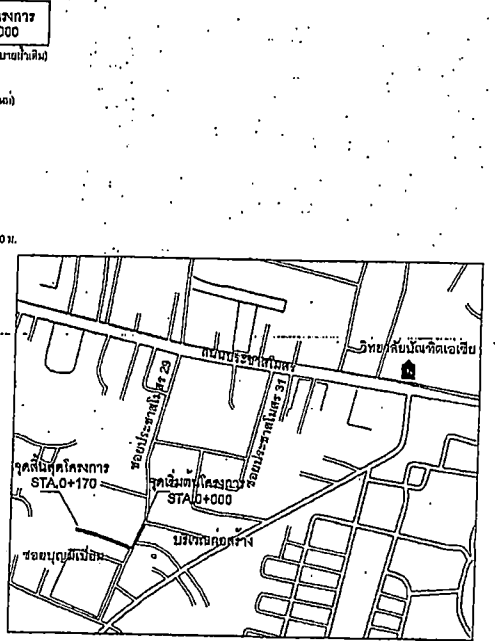 000
วิทยาลัยบัณฑิตเอเซีย
ถนนประชาสโมสร
ซอยประชาสโมสร 29
ซอยประชาสโมสร 31
จุดสิ้นสุดโครงการ
STA.0+170
จุดเริ่มต้นโครงการ
STA.0+000
บริเวณก่อสร้าง
ซอยบุญมีเปี่ยม